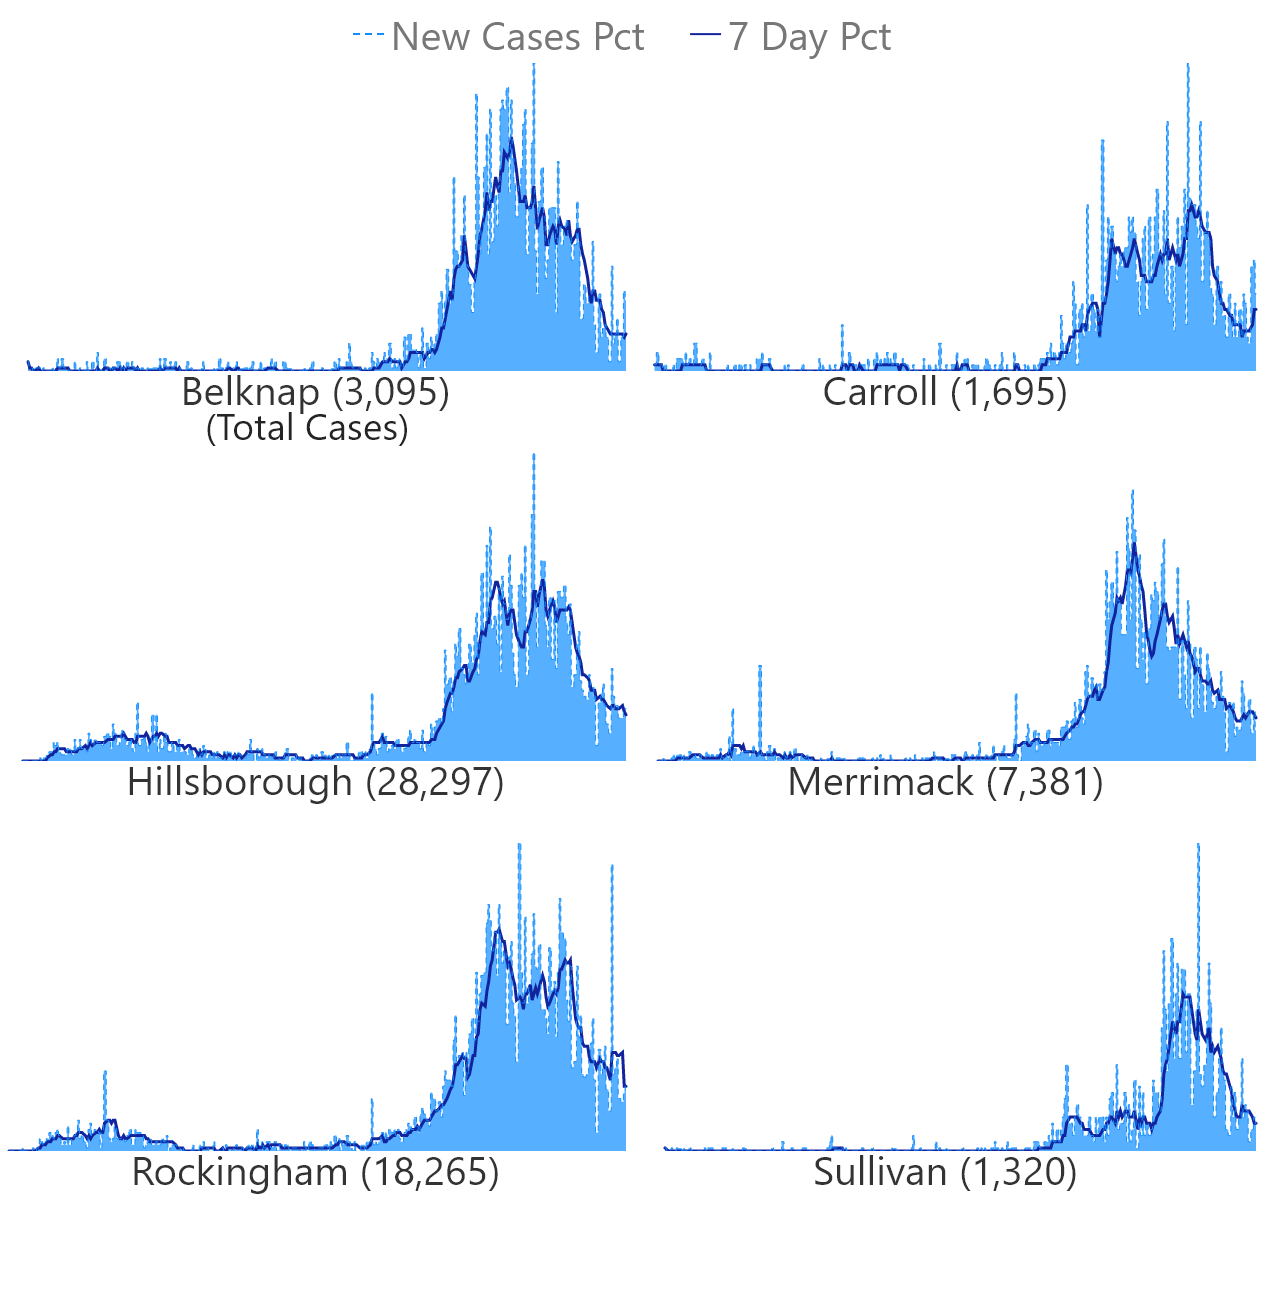 New Cases Pct 7 Day Pct
Belknap (3,095) Carroll (1,695)
(Total Cases)
Hillsborough (28,297) Merrimack (7,381)
Rockingham (18,265) Sullivan (1,320)